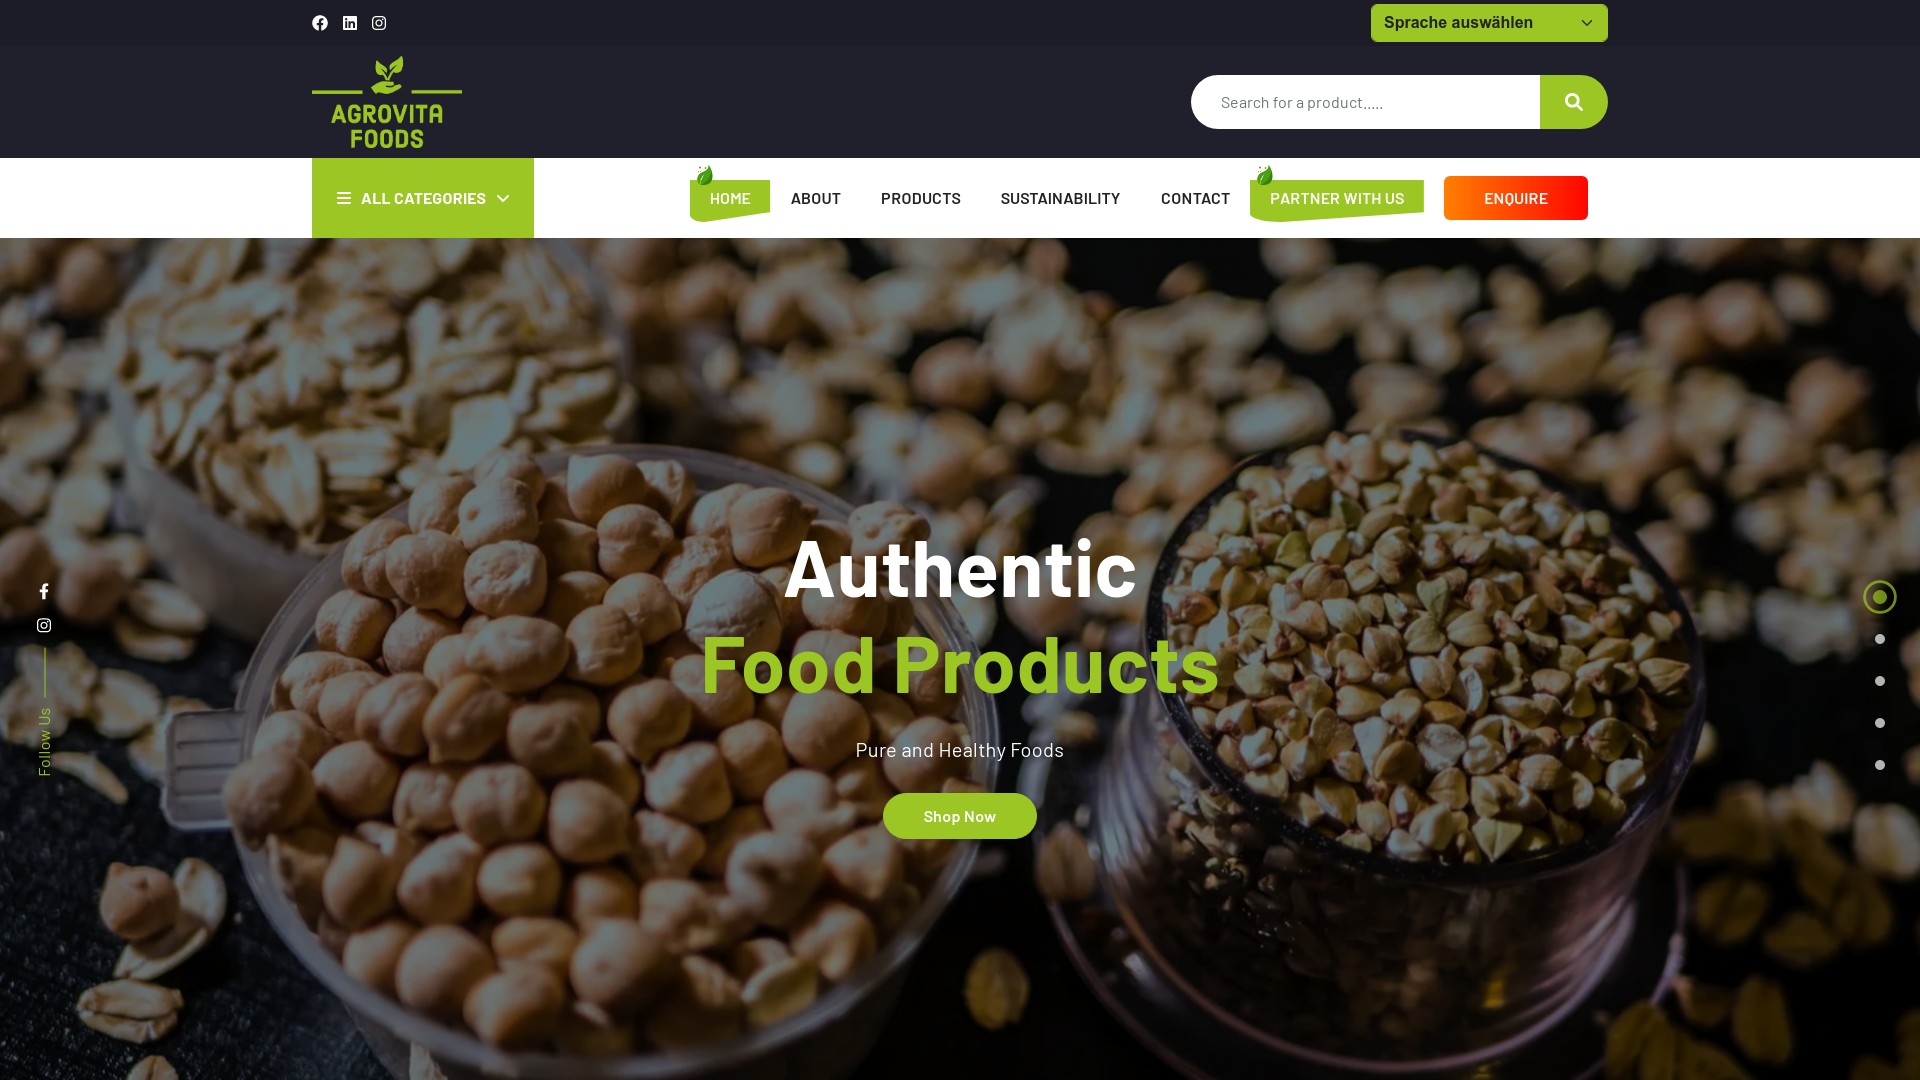 Sprache auswählen
AGROVITA
FOODS
Search for a product.....
ALL CATEGORIES
HOME
ABOUT
PRODUCTS
SUSTAINABILITY
CONTACT
PARTNER WITH US
ENQUIRE
Authentic
Food Products
Pure and Healthy Foods
Shop Now
Follow Us